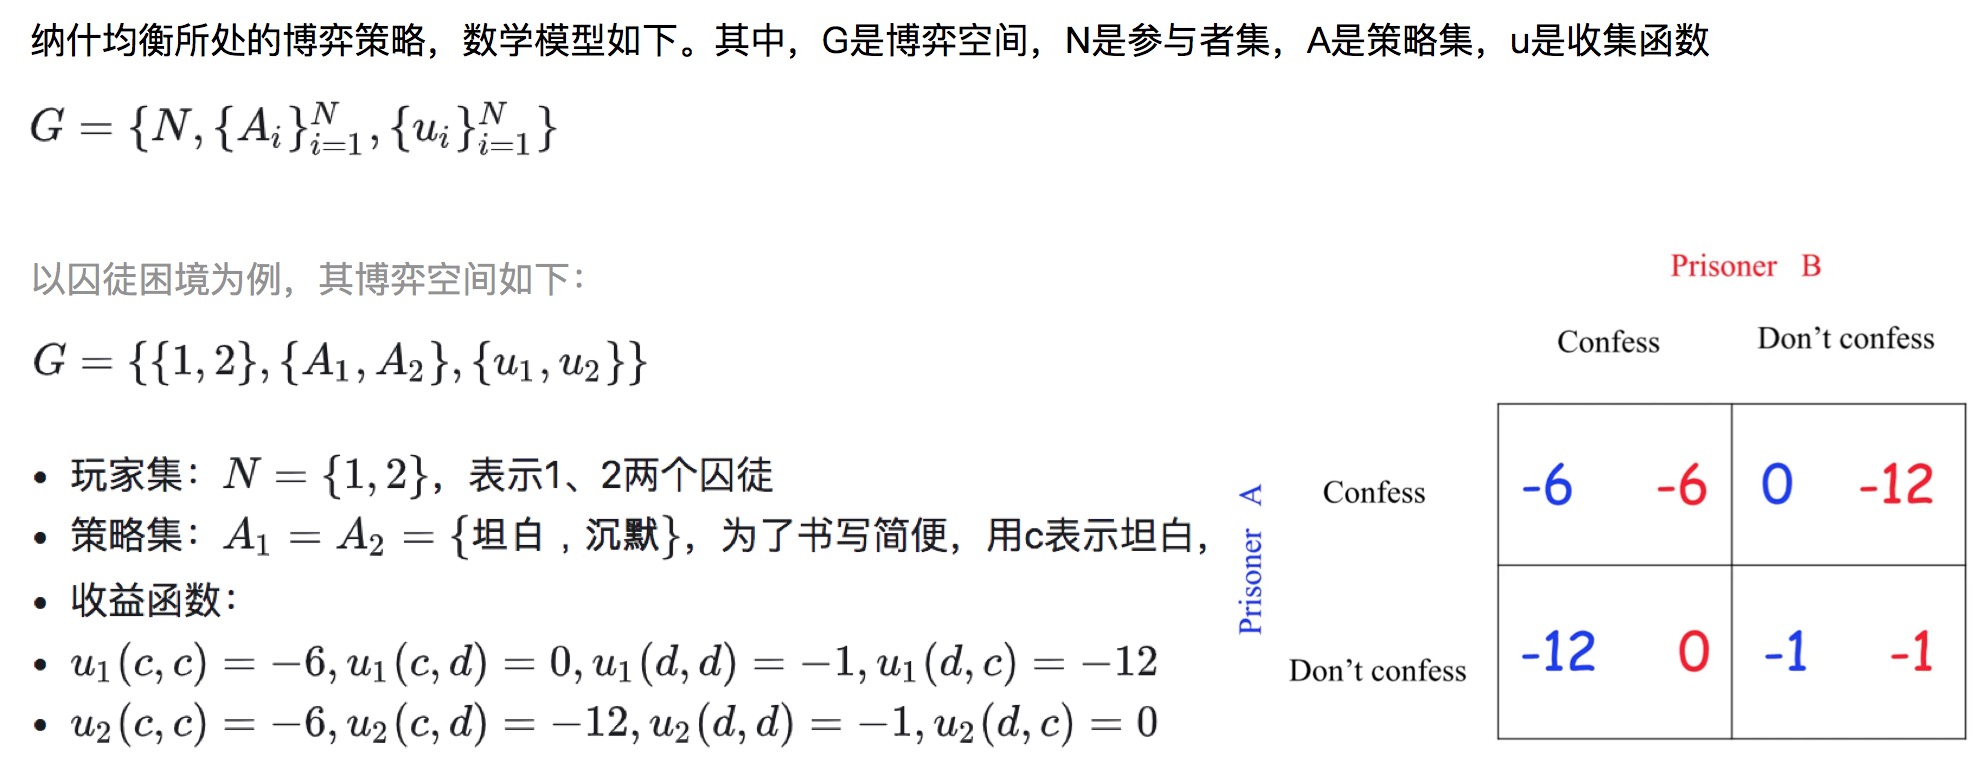 纳什均衡所处的博弈策略，数学模型如下。其中，G是博弈空间，N是参与者集，A是策略集，u是收集函数
G = {N, {A_i}_{i=1}^N, {u_i}_{i=1}^N}
以囚徒困境为例，其博弈空间如下：
G = {{1, 2}, {A_1, A_2}, {u_1, u_2}}
• 玩家集：N = {1, 2}，表示1、2两个囚徒
• 策略集：A_1 = A_2 = {坦白，沉默}，为了书写简便，用c表示坦白，
• 收益函数：
• u_1(c, c) = −6, u_1(c, d) = 0, u_1(d, d) = −1, u_1(d, c) = −12
• u_2(c, c) = −6, u_2(c, d) = −12, u_2(d, d) = −1, u_2(d, c) = 0
Prisoner B
Confess Don't confess
Prisoner A
Confess -6 -6 0 -12
Don't confess -12 0 -1 -1